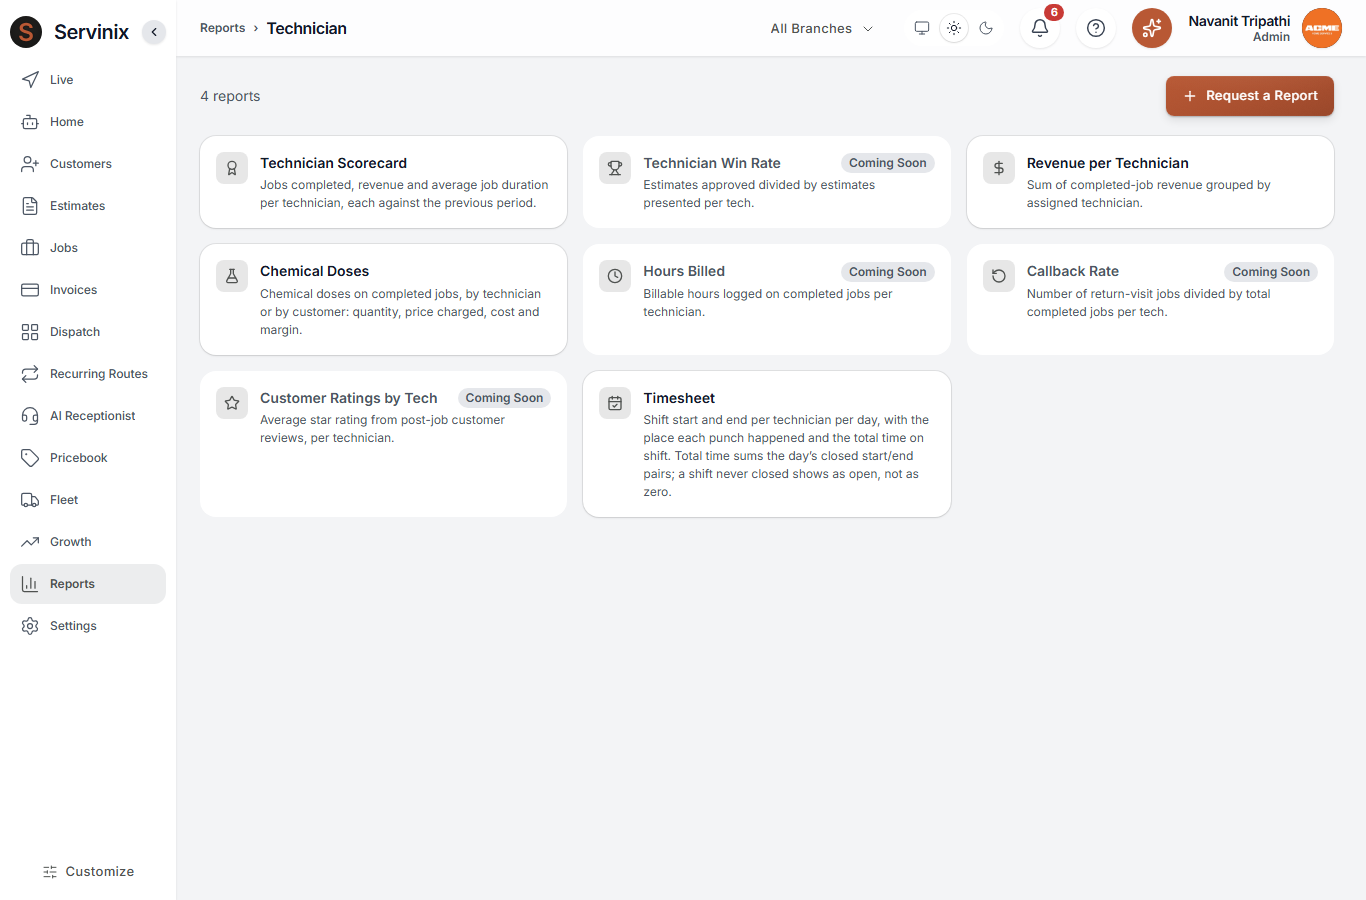 S Servinix
Reports › Technician
All Branches
6
Navanit Tripathi
Admin
ACME
Live
Home
Customers
Estimates
Jobs
Invoices
Dispatch
Recurring Routes
AI Receptionist
Pricebook
Fleet
Growth
Reports
Settings
Customize
4 reports
+ Request a Report
Technician Scorecard
Jobs completed, revenue and average job duration
per technician, each against the previous period.
Technician Win Rate
Coming Soon
Estimates approved divided by estimates
presented per tech.
Revenue per Technician
Sum of completed-job revenue grouped by
assigned technician.
Chemical Doses
Chemical doses on completed jobs, by technician
or by customer: quantity, price charged, cost and
margin.
Hours Billed
Coming Soon
Billable hours logged on completed jobs per
technician.
Callback Rate
Coming Soon
Number of return-visit jobs divided by total
completed jobs per tech.
Customer Ratings by Tech
Coming Soon
Average star rating from post-job customer
reviews, per technician.
Timesheet
Shift start and end per technician per day, with the
place each punch happened and the total time on
shift. Total time sums the day’s closed start/end
pairs; a shift never closed shows as open, not as
zero.